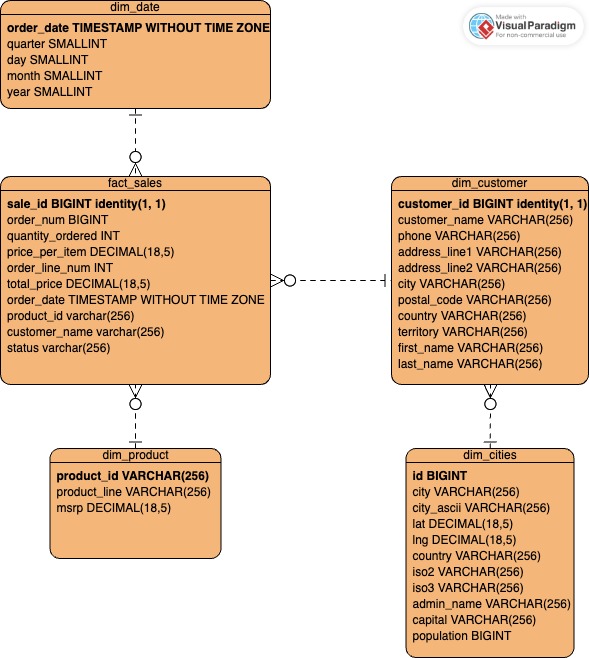 dim_date
order_date TIMESTAMP WITHOUT TIME ZONE
quarter SMALLINT
day SMALLINT
month SMALLINT
year SMALLINT
Made with
Visual Paradigm
For non-commercial use
fact_sales
sale_id BIGINT identity(1, 1)
order_num BIGINT
quantity_ordered INT
price_per_item DECIMAL(18,5)
order_line_num INT
total_price DECIMAL(18,5)
order_date TIMESTAMP WITHOUT TIME ZONE
product_id varchar(256)
customer_name varchar(256)
status varchar(256)
dim_customer
customer_id BIGINT identity(1, 1)
customer_name VARCHAR(256)
phone VARCHAR(256)
address_line1 VARCHAR(256)
address_line2 VARCHAR(256)
city VARCHAR(256)
postal_code VARCHAR(256)
country VARCHAR(256)
territory VARCHAR(256)
first_name VARCHAR(256)
last_name VARCHAR(256)
dim_product
product_id VARCHAR(256)
product_line VARCHAR(256)
msrp DECIMAL(18,5)
dim_cities
id BIGINT
city VARCHAR(256)
city_ascii VARCHAR(256)
lat DECIMAL(18,5)
lng DECIMAL(18,5)
country VARCHAR(256)
iso2 VARCHAR(256)
iso3 VARCHAR(256)
admin_name VARCHAR(256)
capital VARCHAR(256)
population BIGINT